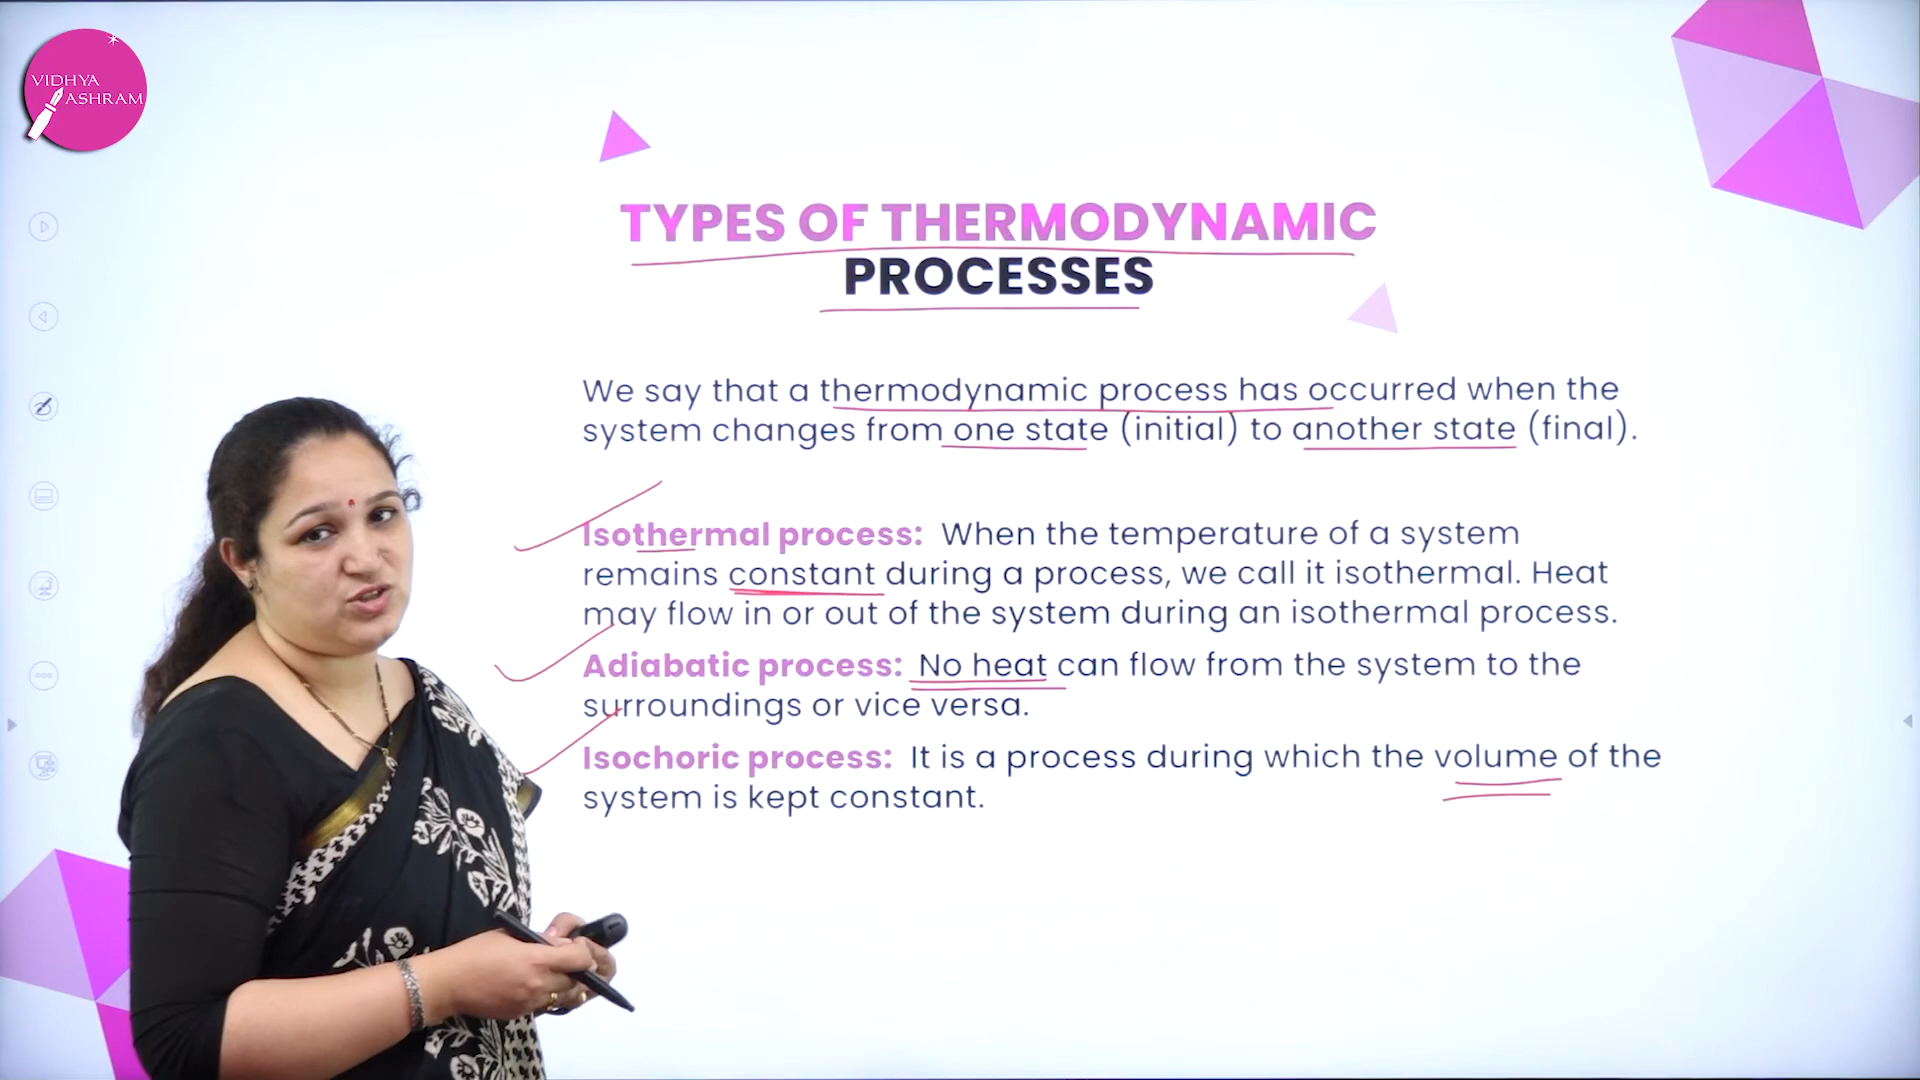 VIDHYA
ASHRAM
TYPES OF THERMODYNAMIC
PROCESSES
We say that a thermodynamic process has occurred when the
system changes from one state (initial) to another state (final).
Isothermal process: When the temperature of a system
remains constant during a process, we call it isothermal. Heat
may flow in or out of the system during an isothermal process.
Adiabatic process: No heat can flow from the system to the
surroundings or vice versa.
Isochoric process: It is a process during which the volume of the
system is kept constant.